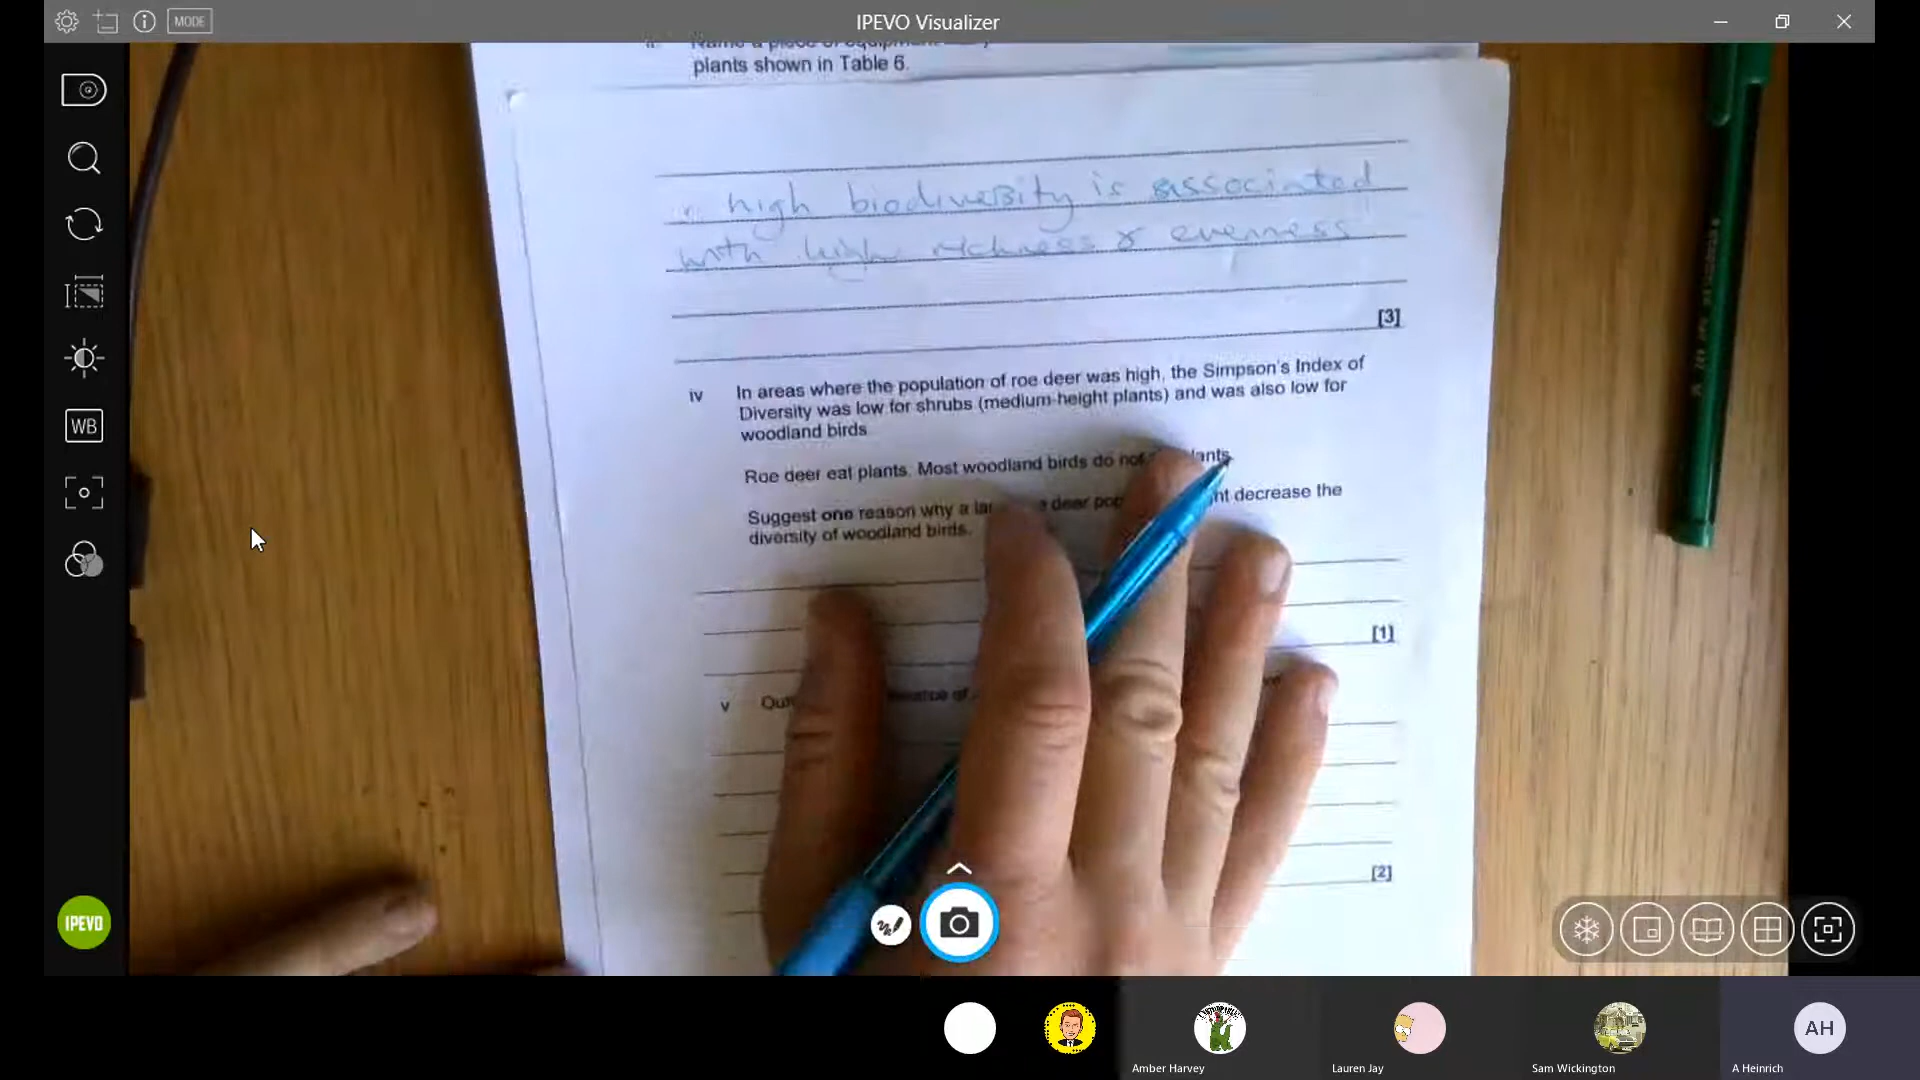 MODE
IPEVO Visualizer
plants shown in Table 6.
high biodiversity is associated
with high richness & evenness
[3]
iv In areas where the population of roe deer was high, the Simpson's Index of
Diversity was low for shrubs (medium-height plants) and was also low for
woodland birds
Roe deer eat plants. Most woodland birds do not
Suggest one reason why a deer decrease the
diversity of woodland birds.
[1]
v
[2]
WB
IPEVO
AH
Amber Harvey
Lauren Jay
Sam Wickington
A Heinrich